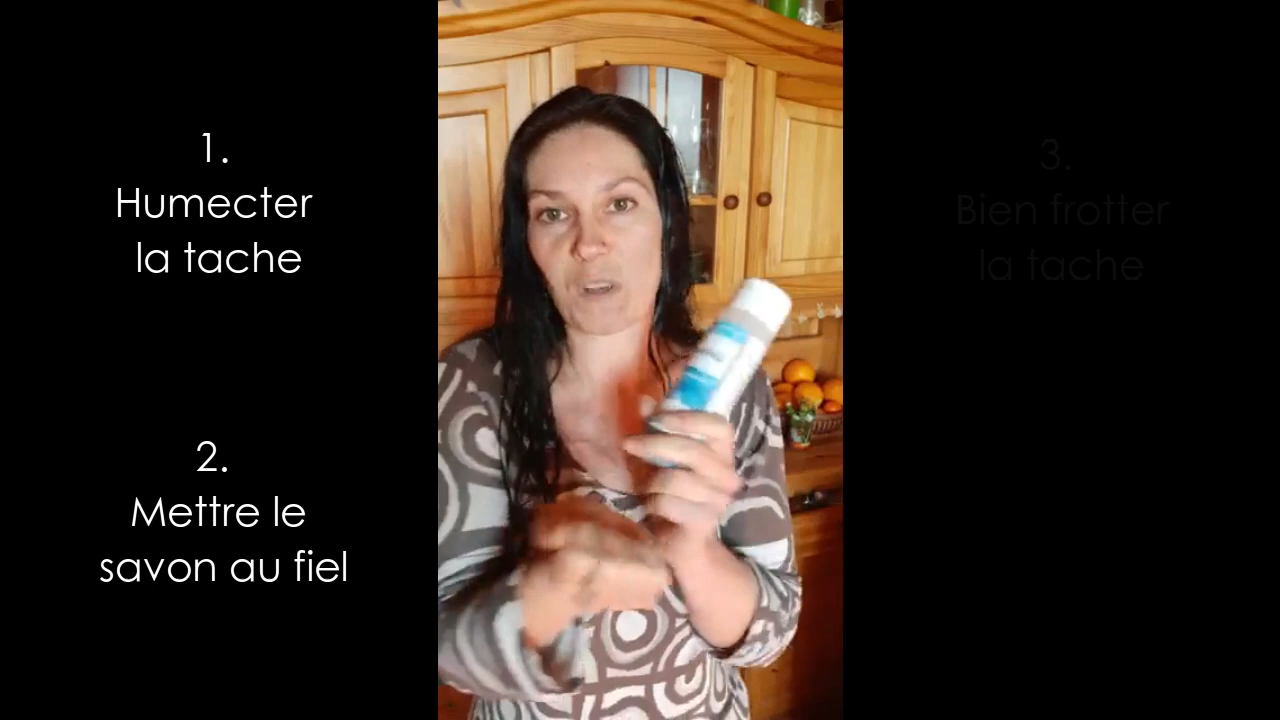 1.
Humecter
la tache
2.
Mettre le
savon au fiel
3.
Bien frotter
la tache